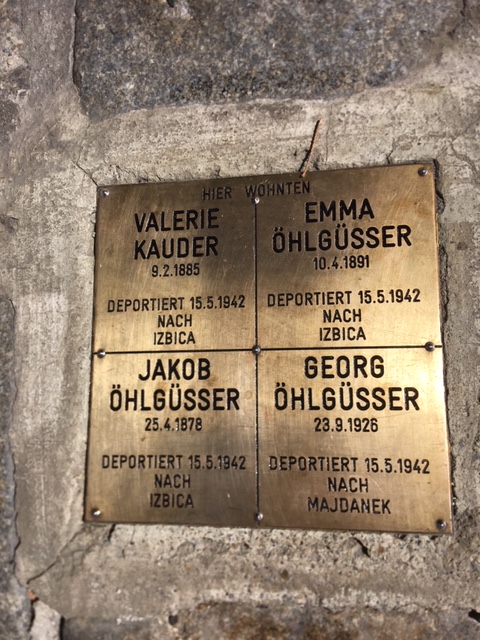 HIER WOHNTEN
VALERIE
KAUDER
9.2.1885
DEPORTIERT 15.5.1942
NACH
IZBICA
EMMA
ÖHLGÜSSER
10.4.1891
DEPORTIERT 15.5.1942
NACH
IZBICA
JAKOB
ÖHLGÜSSER
25.4.1878
DEPORTIERT 15.5.1942
NACH
IZBICA
GEORG
ÖHLGÜSSER
23.9.1926
DEPORTIERT 15.5.1942
NACH
MAJDANEK